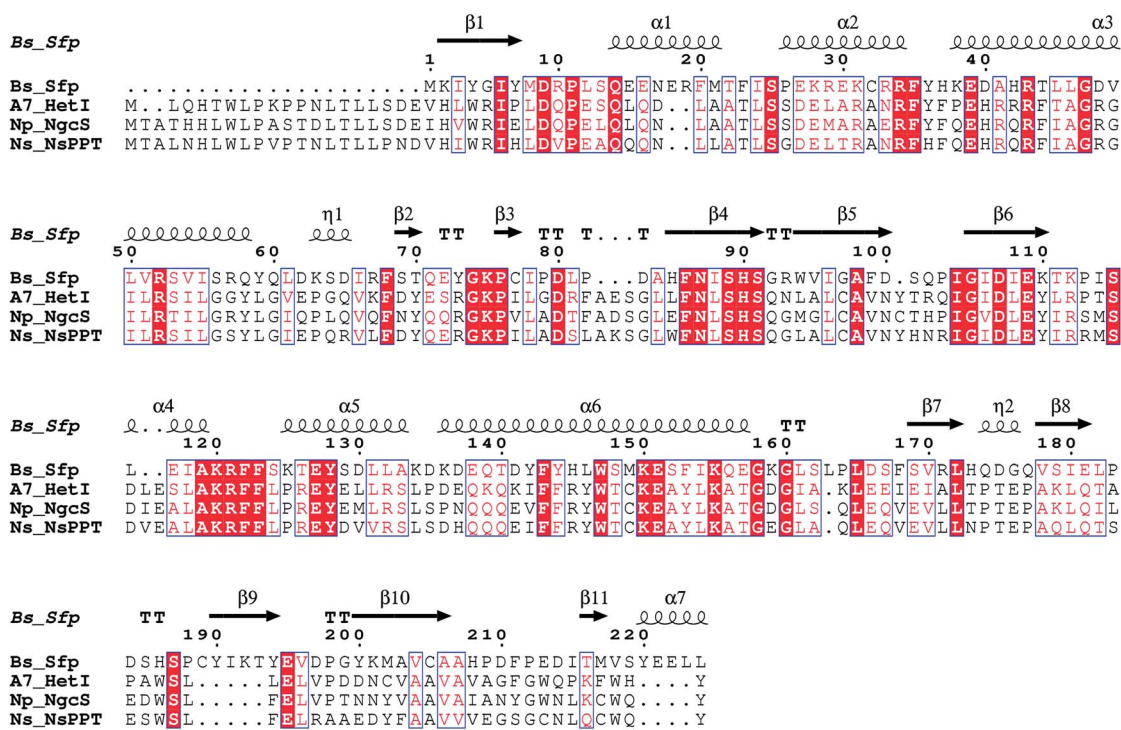 β1 α1 α2 α3
Bs_Sfp
1 10 20 30 40
Bs_Sfp .....................MKIYGIYMDRPLSQEENERFMTFISPEKREKCRRFYHKEDAHRTLLGDV
A7_HetI M..LQHTWLPKPPNLTLLSDEVHLWRIPLDQPESQLQD..LAATLSSDELARAERFYFPEHRRRFTAGRG
Np_NgcS MTATHHLWLPASTDLTLLSDEIHVWRIELDQPELQLQN..LAATLSSDEMARAERFYFQEHRQRFIAGRG
Ns_NsPPT MTALNHLWLPVPTNLTLLPNDVHIWRIHLDVPEAQQQN..LLATLSGDELTRANRFHFQEHRQRFIAGRG
η1 β2 β3 β4 β5 β6
Bs_Sfp TT TT T...T TT
50 60 70 80 90 100 110
Bs_Sfp LVRSVISRQYQLDKSDIRFSTQEYGKPCIPDLP...DAHFNISHSGRWVIGAFD.SQPIGIDIEKTKPIS
A7_HetI ILRSILGGYLGVEPGQVKFDYESRGKPILGDRFAESGLLFNLSHSQNLALCAVNYTRQIGIDLEYLRPTS
Np_NgcS ILRTILGRYLGIQPLQVQFNYQQRGKPVLADTFADSGLEFNLSHSQGMGLCAVNCTHPIGVDLEYIRSMS
Ns_NsPPT ILRSILGSYLGIEPQRVLFDYQERGKPILADSLAKSGLWFNLSHSQGLALCAVNYHNRIGIDLEYIRRMS
α4 α5 α6 β7 η2 β8
Bs_Sfp .. TT
120 130 140 150 160 170 180
Bs_Sfp L..EIAKRFFSKTEYSDLLAKDKDEQTDYFYHLWSMKESFIKQEGKGLSLPLDSFSVRLHQDGQVSIELP
A7_HetI DLESLAKRFFLPREYELLRSLPDEQKQKIFFRYWTCKEAYLKATGDGIA.KLEEIEIALTPTEPAKLQTA
Np_NgcS DIEALAKRFFLPREYEMLRSLSPNQQQEVFFRYWTCKEAYLKATGDGLA.QLEQVEVLLTPTEPAKLQIL
Ns_NsPPT DVEALAKRFFLPREYDVVRSLSDHQQQEIFFRYWTCKEAYLKATGEGLA.QLEQVEVLLNPTEPAQLQTS
β9 β10 β11 α7
Bs_Sfp TT TT
190 200 210 220
Bs_Sfp DSHSPCYIKTYEVDPGYKMAVCAAHPDFPEDITMVSYEELL
A7_HetI PAWSL.....LELVPDDNCVAAVAVAGFGWQPKFWH....Y
Np_NgcS EDWSL.....FELVPTNNYVAAVAIANYGWNLKCWQ....Y
Ns_NsPPT ESWSL.....FELRAAEDYFAAVVVEGSGCNLQCWQ....Y